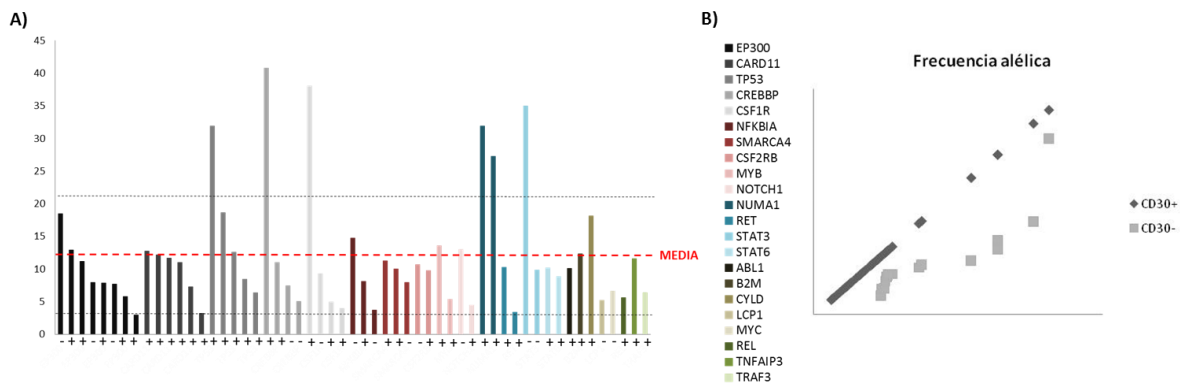 A)
45
40
35
30
25
20
15
10
5
0
MEDIA
- + + - + - + + + + + + + + + + + + + + + - - + - + - + - + - + + - - + + + - + + + + - - + - + + + - - + + +
B)
EP300
CARD11
TP53
CREBBP
CSF1R
NFKBIA
SMARCA4
CSF2RB
MYB
NOTCH1
NUMA1
RET
STAT3
STAT6
ABL1
B2M
CYLD
LCP1
MYC
REL
TNFAIP3
TRAF3
Frecuencia alélica
CD30+
CD30-